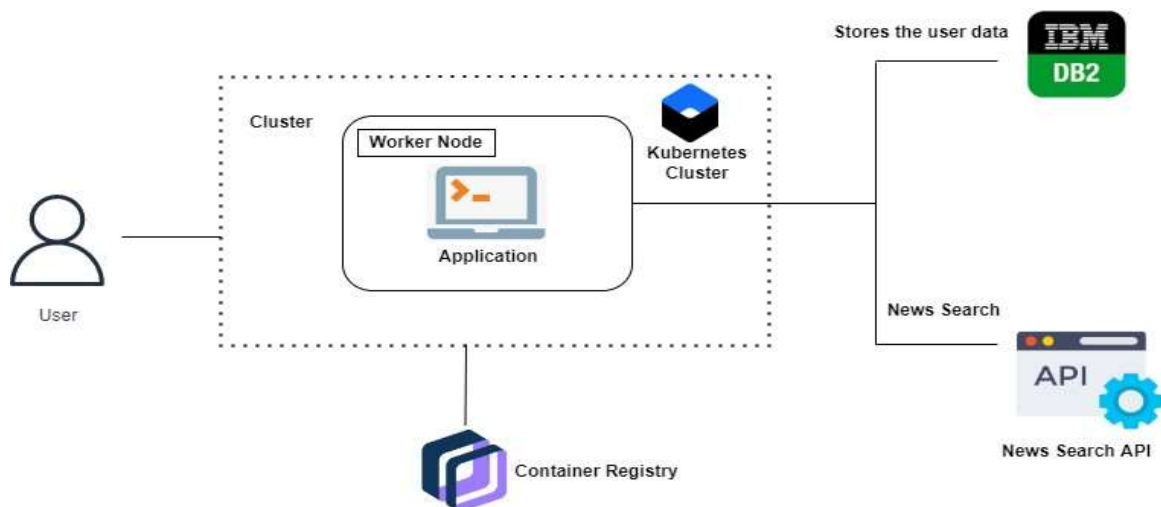 Stores the user data
IBM
DB2
Cluster
Worker Node
Kubernetes
Cluster
Application
User
News Search
API
Container Registry
News Search API